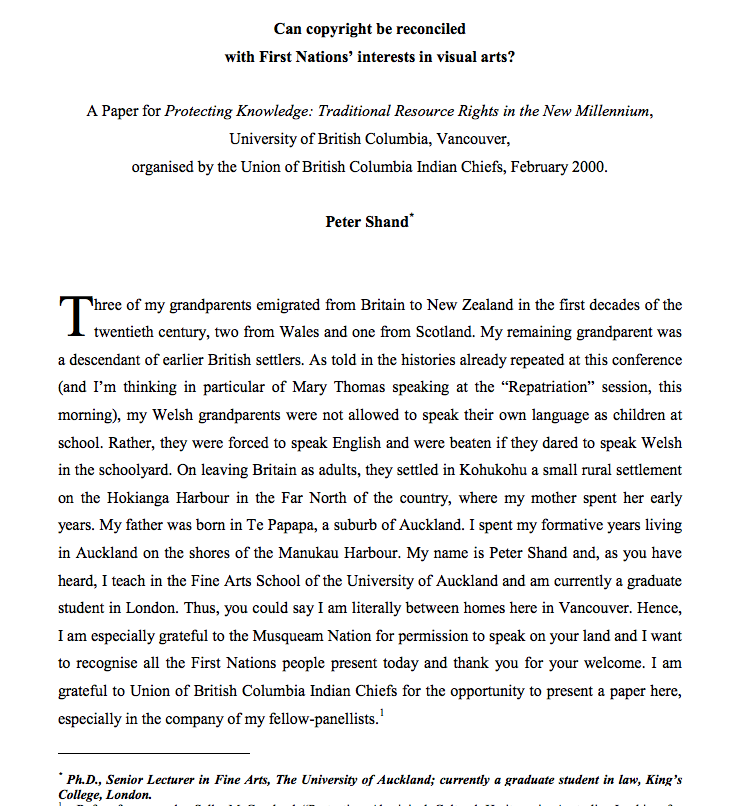 Can copyright be reconciled
with First Nations' interests in visual arts?
A Paper for Protecting Knowledge: Traditional Resource Rights in the New Millennium,
University of British Columbia, Vancouver,
organised by the Union of British Columbia Indian Chiefs, February 2000.
Peter Shand*
Three of my grandparents emigrated from Britain to New Zealand in the first decades of the
twentieth century, two from Wales and one from Scotland. My remaining grandparent was
a descendant of earlier British settlers. As told in the histories already repeated at this conference
(and I'm thinking in particular of Mary Thomas speaking at the “Repatriation” session, this
morning), my Welsh grandparents were not allowed to speak their own language as children at
school. Rather, they were forced to speak English and were beaten if they dared to speak Welsh
in the schoolyard. On leaving Britain as adults, they settled in Kohukohu a small rural settlement
on the Hokianga Harbour in the Far North of the country, where my mother spent her early
years. My father was born in Te Papapa, a suburb of Auckland. I spent my formative years living
in Auckland on the shores of the Manukau Harbour. My name is Peter Shand and, as you have
heard, I teach in the Fine Arts School of the University of Auckland and am currently a graduate
student in London. Thus, you could say I am literally between homes here in Vancouver. Hence,
I am especially grateful to the Musqueam Nation for permission to speak on your land and I want
to recognise all the First Nations people present today and thank you for your welcome. I am
grateful to Union of British Columbia Indian Chiefs for the opportunity to present a paper here,
especially in the company of my fellow-panellists.1
* Ph.D., Senior Lecturer in Fine Arts, The University of Auckland; currently a graduate student in law, King's
College, London.